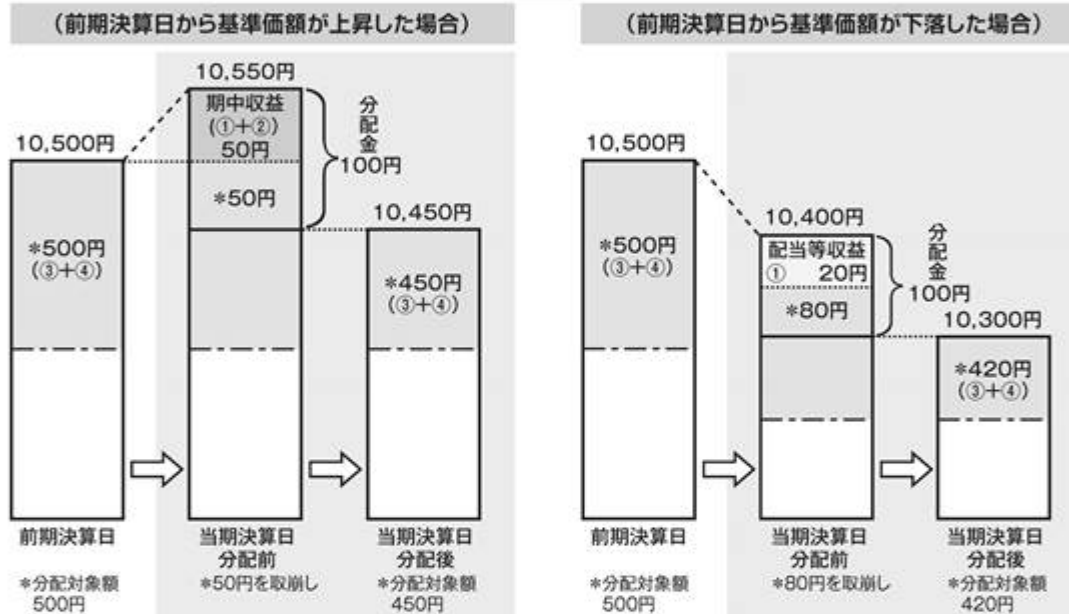 (前期決算日から基準価額が上昇した場合)
10,550円
期中収益
(①+②)
50円
*50円
分配金
100円
10,500円
*500円
(③+④)
10,450円
*450円
(③+④)
前期決算日
当期決算日
分配前
当期決算日
分配後
*分配対象額
500円
*50円を取崩し
*分配対象額
450円
(前期決算日から基準価額が下落した場合)
10,500円
*500円
(③+④)
10,400円
配当等収益
① 20円
*80円
分配金
100円
10,300円
*420円
(③+④)
前期決算日
当期決算日
分配前
当期決算日
分配後
*分配対象額
500円
*80円を取崩し
*分配対象額
420円